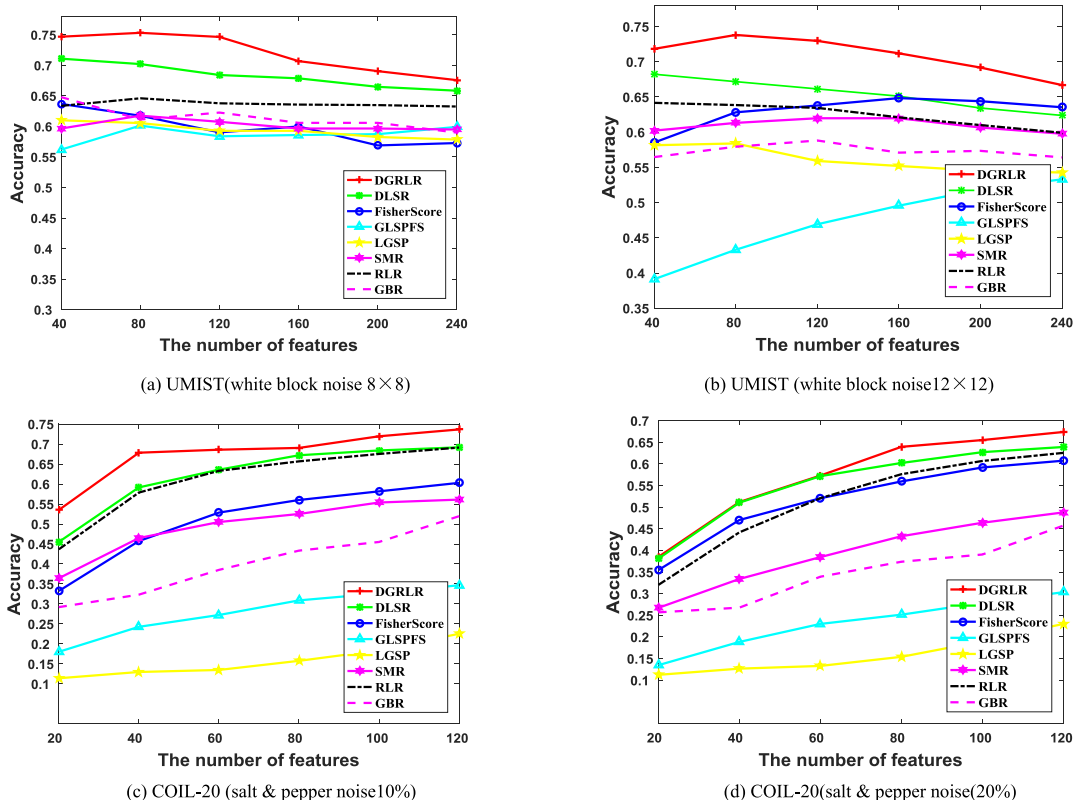 0.75
0.7
0.65
0.6
0.55
0.5
0.45
0.4
0.35
0.3
Accuracy
DGRLR
DLSR
FisherScore
GLSPFS
LGSP
SMR
RLR
GBR
40 80 120 160 200 240
The number of features
(a) UMIST(white block noise 8×8)
0.75
0.7
0.65
0.6
0.55
0.5
0.45
0.4
0.35
Accuracy
DGRLR
DLSR
FisherScore
GLSPFS
LGSP
SMR
RLR
GBR
40 80 120 160 200 240
The number of features
(b) UMIST (white block noise12×12)
0.75
0.7
0.65
0.6
0.55
0.5
0.45
0.4
0.35
0.3
0.25
0.2
0.15
0.1
Accuracy
DGRLR
DLSR
FisherScore
GLSPFS
LGSP
SMR
RLR
GBR
20 40 60 80 100 120
The number of features
(c) COIL-20 (salt & pepper noise10%)
0.7
0.65
0.6
0.55
0.5
0.45
0.4
0.35
0.3
0.25
0.2
0.15
0.1
Accuracy
DGRLR
DLSR
FisherScore
GLSPFS
LGSP
SMR
RLR
GBR
20 40 60 80 100 120
The number of features
(d) COIL-20(salt & pepper noise(20%)